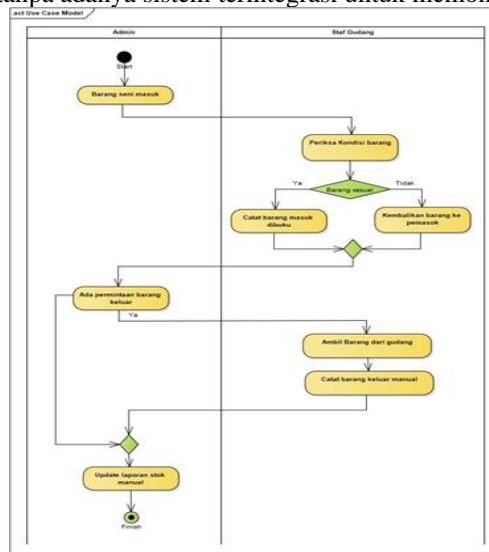 tanpa adanya sistem terintegrasi untuk
act Use Case Model
Admin
Staf Gudang
Start
Barang seni masuk
Periksa Kondisi barang
Barang sesuai
Ya
Tidak
Catat barang masuk
dibuku
Kembalikan barang ke
pemasok
Ada permintaan barang
keluar
Ya
Ambil Barang dari gudang
Catat barang keluar manual
Update laporan stok
manual
Finish